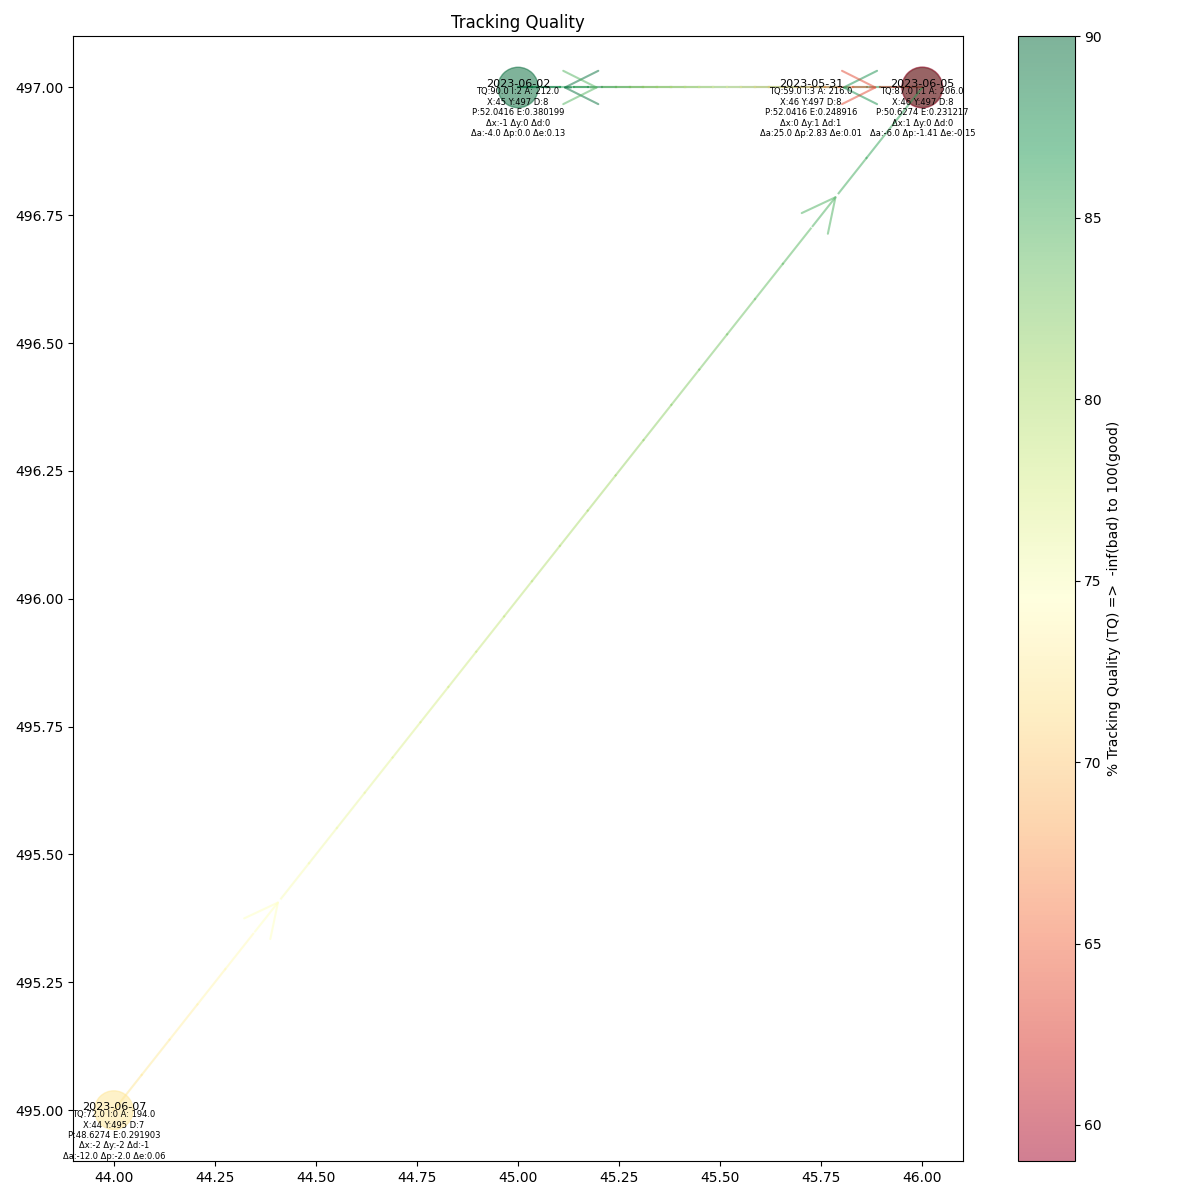 Tracking Quality
497.00
496.75
496.50
496.25
496.00
495.75
495.50
495.25
495.00
2023-06-02
TQ:90.0 I:2 A: 212.0
X:45 Y:497 D:8
P:52.0416 E:0.380199
Δx:-1 Δy:0 Δd:0
Δa:-4.0 Δp:0.0 Δe:0.13
2023-05-31
TQ:59.0 I:3 A: 216.0
X:46 Y:497 D:8
P:52.0416 E:0.248916
Δx:0 Δy:1 Δd:1
Δa:25.0 Δp:2.83 Δe:0.01
2023-06-05
TQ:87.0 I:1 A: 206.0
X:46 Y:497 D:8
P:50.6274 E:0.231217
Δx:1 Δy:0 Δd:0
Δa:-6.0 Δp:-1.41 Δe:-0.15
2023-06-07
TQ:72.0 I:0 A: 194.0
X:44 Y:495 D:7
P:48.6274 E:0.291903
Δx:-2 Δy:-2 Δd:-1
Δa:-12.0 Δp:-2.0 Δe:0.06
44.00 44.25 44.50 44.75 45.00 45.25 45.50 45.75 46.00
90
85
80
75
70
65
60
% Tracking Quality (TQ) => -inf(bad) to 100(good)